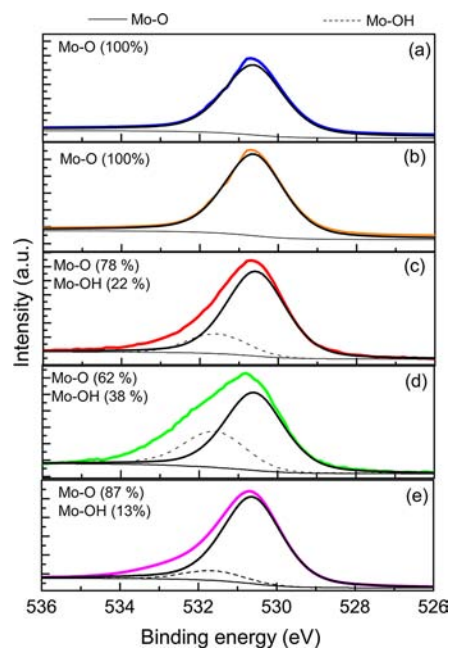 Mo-O Mo-OH
Mo-O (100%) (a)
Mo-O (100%) (b)
Mo-O (78 %) (c)
Mo-OH (22 %)
Mo-O (62 %) (d)
Mo-OH (38 %)
Mo-O (87 %) (e)
Mo-OH (13%)
Intensity (a.u.)
536 534 532 530 528 526
Binding energy (eV)